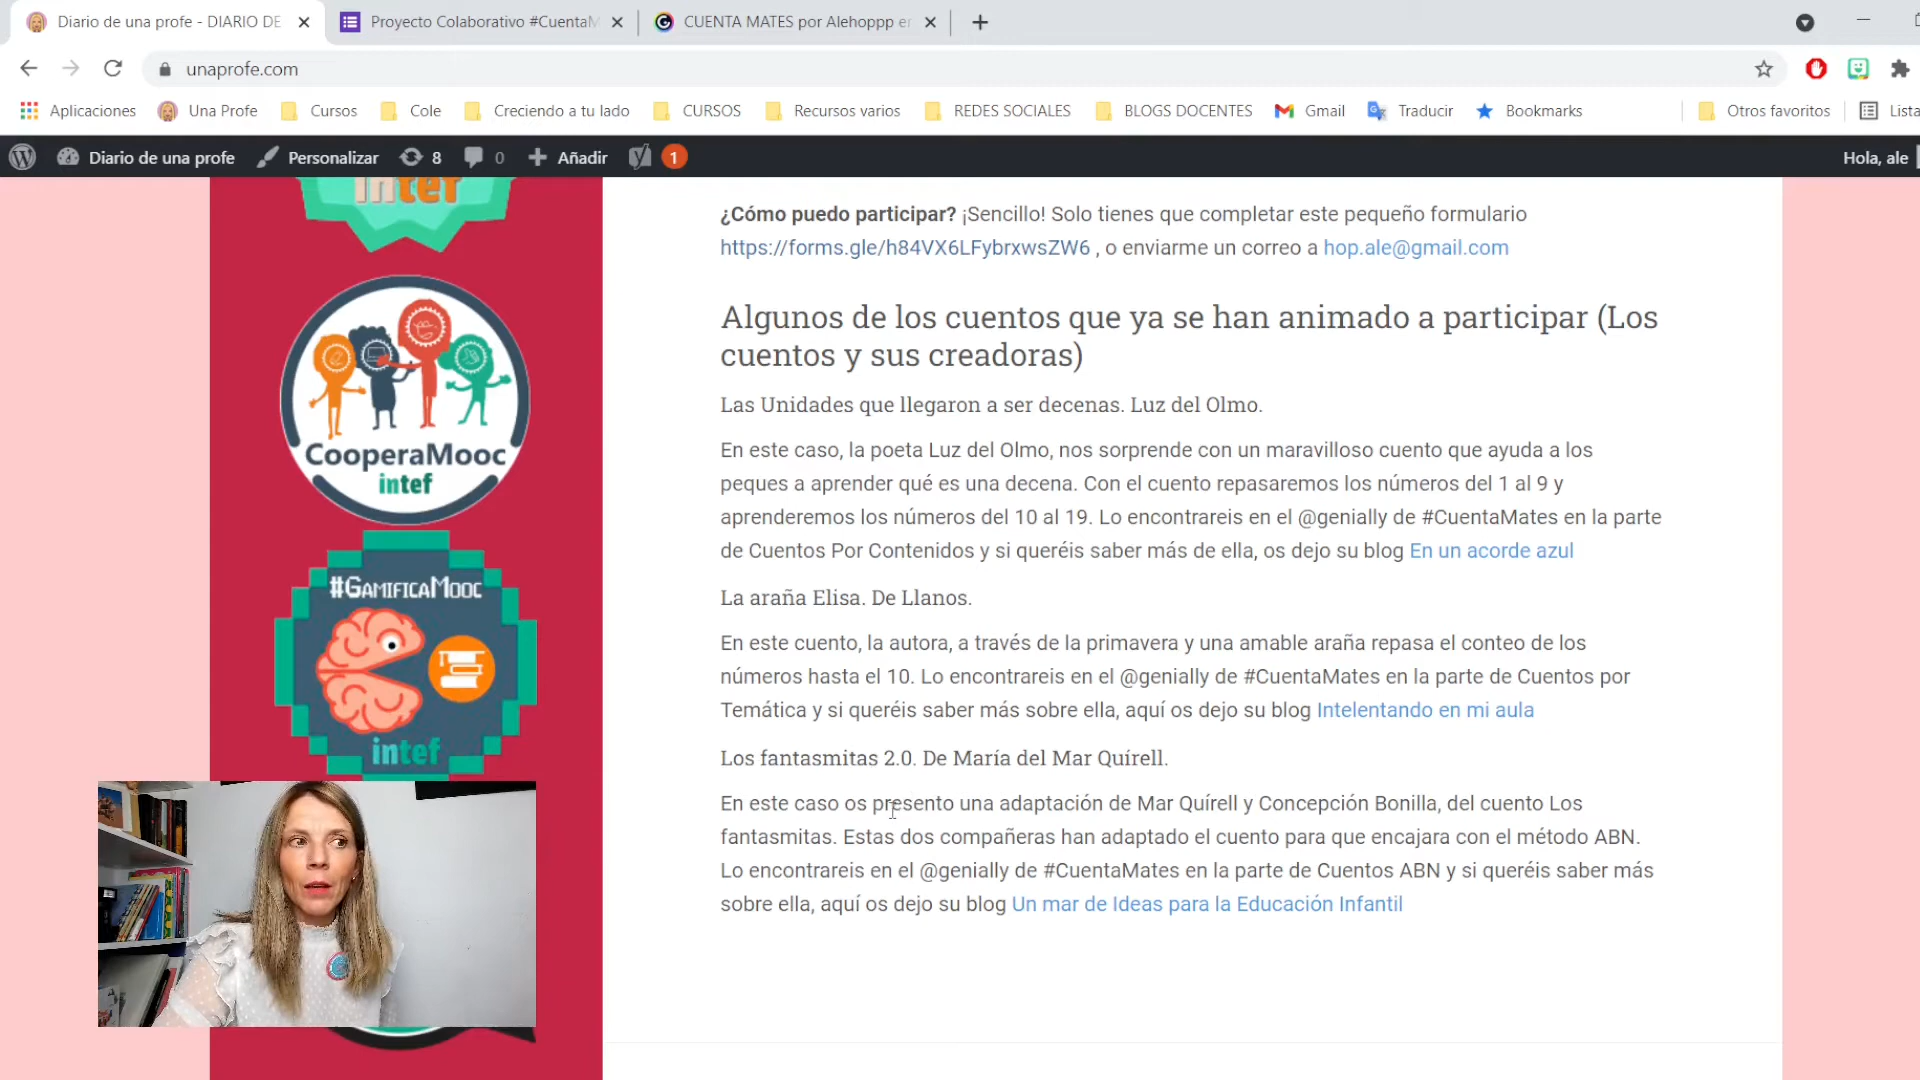 Diario de una profe - DIARIO DE
Proyecto Colaborativo #CuentaM
CUENTA MATES por Alehoppp en
unaprofe.com
Aplicaciones
Una Profe
Cursos
Cole
Creciendo a tu lado
CURSOS
Recursos varios
REDES SOCIALES
BLOGS DOCENTES
Gmail
Traducir
Bookmarks
Otros favoritos
Lista
Diario de una profe
Personalizar
8
0
Añadir
1
Hola, ale
intef
CooperaMooc
intef
#GAMIFICAMOOC
intef
¿Cómo puedo participar? ¡Sencillo! Solo tienes que completar este pequeño formulario
https://forms.gle/h84VX6LFybrxwsZW6 , o enviarme un correo a hop.ale@gmail.com
Algunos de los cuentos que ya se han animado a participar (Los
cuentos y sus creadoras)
Las Unidades que llegaron a ser decenas. Luz del Olmo.
En este caso, la poeta Luz del Olmo, nos sorprende con un maravilloso cuento que ayuda a los
peques a aprender qué es una decena. Con el cuento repasaremos los números del 1 al 9 y
aprenderemos los números del 10 al 19. Lo encontrareis en el @genially de #CuentaMates en la parte
de Cuentos Por Contenidos y si queréis saber más de ella, os dejo su blog En un acorde azul
La araña Elisa. De Llanos.
En este cuento, la autora, a través de la primavera y una amable araña repasa el conteo de los
números hasta el 10. Lo encontrareis en el @genially de #CuentaMates en la parte de Cuentos por
Temática y si queréis saber más sobre ella, aquí os dejo su blog Intelentando en mi aula
Los fantasmitas 2.0. De María del Mar Quírell.
En este caso os presento una adaptación de Mar Quírell y Concepción Bonilla, del cuento Los
fantasmitas. Estas dos compañeras han adaptado el cuento para que encajara con el método ABN.
Lo encontrareis en el @genially de #CuentaMates en la parte de Cuentos ABN y si queréis saber más
sobre ella, aquí os dejo su blog Un mar de Ideas para la Educación Infantil